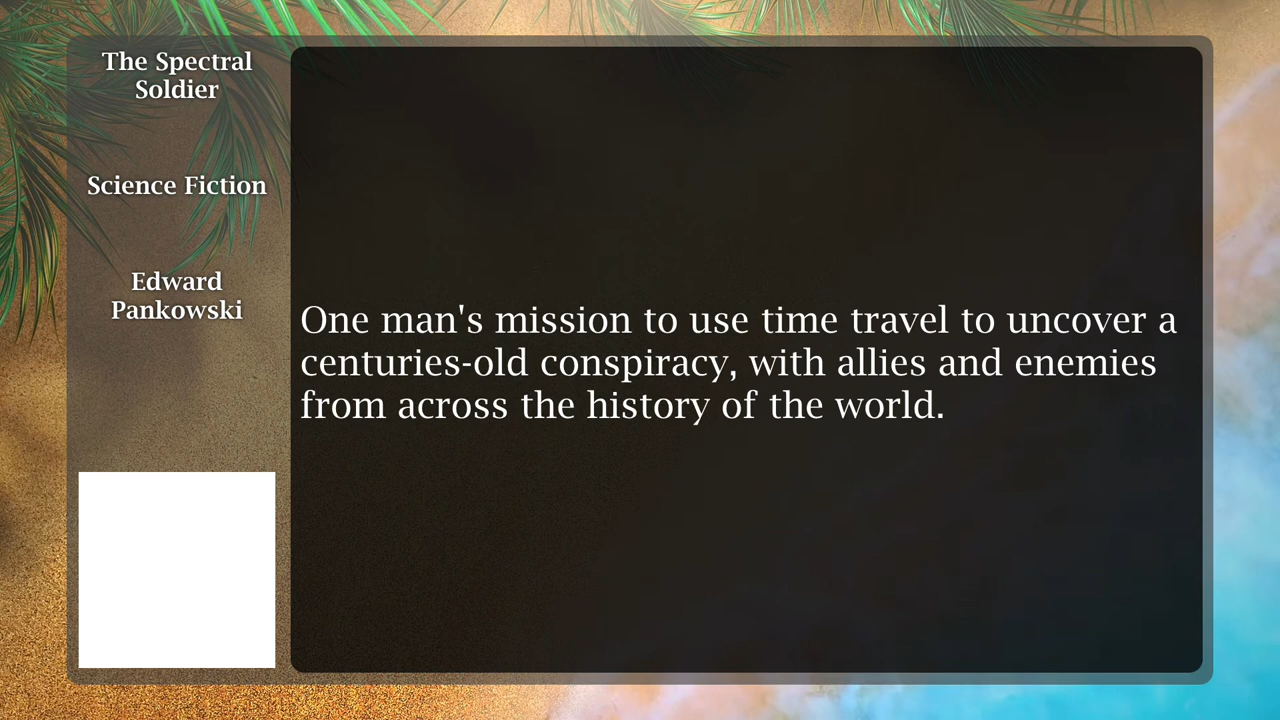 The Spectral
Soldier
Science Fiction
Edward
Pankowski
One man's mission to use time travel to uncover a
centuries-old conspiracy, with allies and enemies
from across the history of the world.